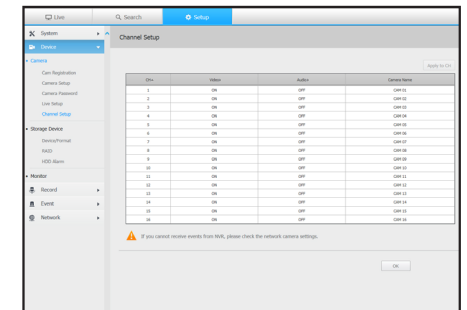 Live Search Setup
System
Device
Camera
Cam Registration
Camera Setup
Camera Password
Live Setup
Channel Setup
Storage Device
Device/Format
RAID
HDD Alarm
Monitor
Record
Event
Network
Channel Setup
Apply to CH
CH Video Audio Camera Name
1 ON OFF CAM 01
2 ON OFF CAM 02
3 ON OFF CAM 03
4 ON OFF CAM 04
5 ON OFF CAM 05
6 ON OFF CAM 06
7 ON OFF CAM 07
8 ON OFF CAM 08
9 ON OFF CAM 09
10 ON OFF CAM 10
11 ON OFF CAM 11
12 ON OFF CAM 12
13 ON OFF CAM 13
14 ON OFF CAM 14
15 ON OFF CAM 15
16 ON OFF CAM 16
If you cannot receive events from NVR, please check the network camera settings.
OK